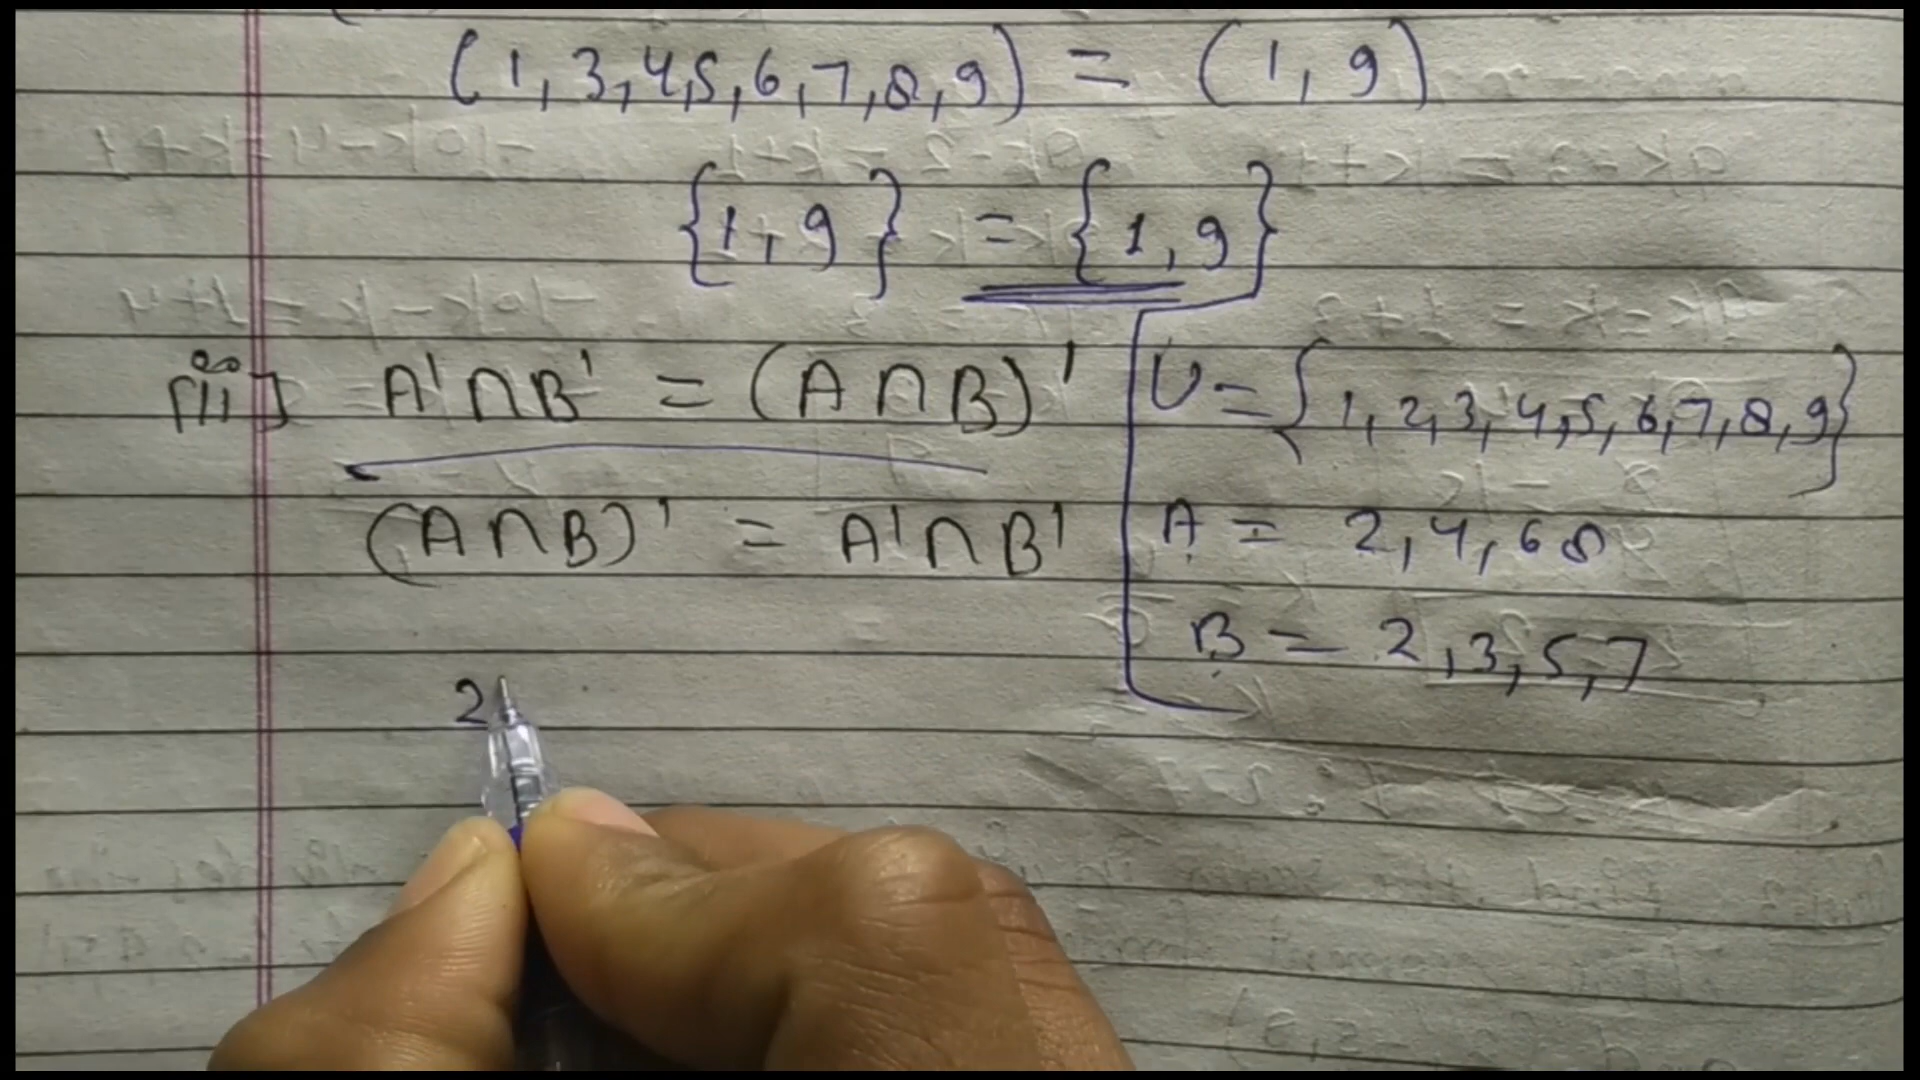 (1,3,4,5,6,7,8,9) = (1,9)
{1,9} = {1,9}
[iii] A'∩B' = (A∩B)'
(A∩B)' = A'∩B'
U = {1,2,3,4,5,6,7,8,9}
A = 2,4,6 8
B = 2,3,5,7
2